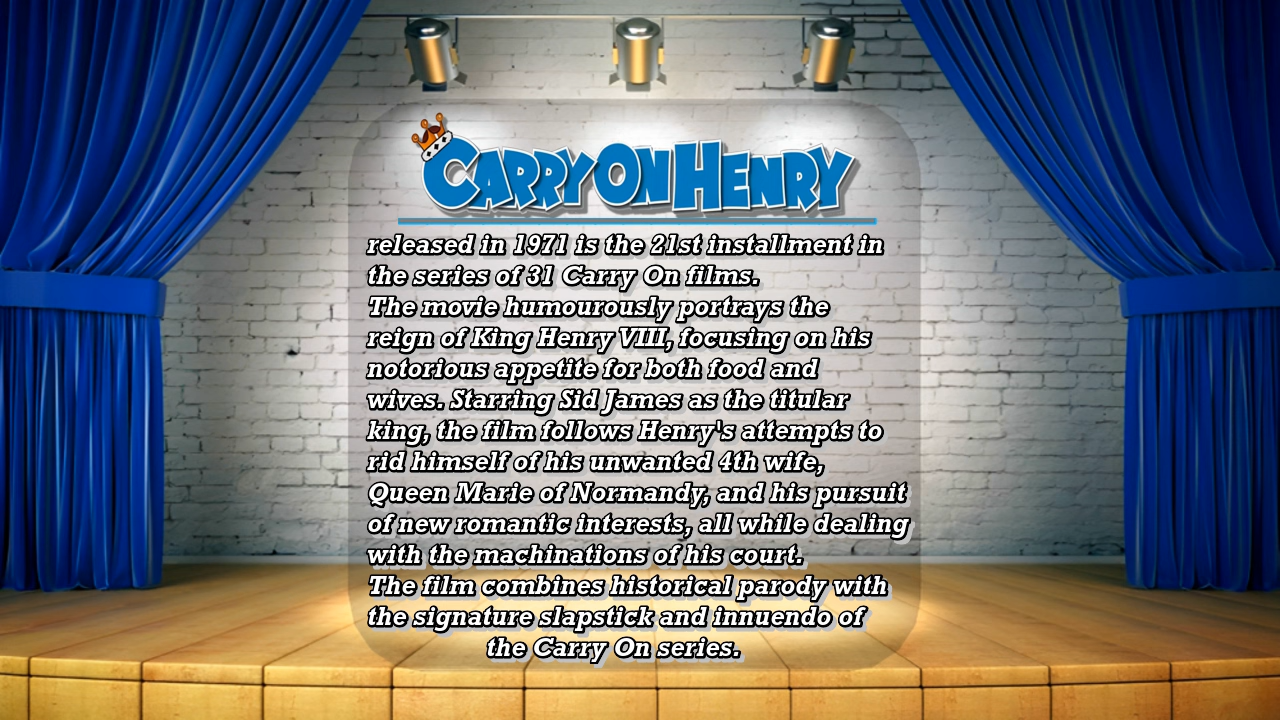 CARRY ON HENRY
released in 1971 is the 21st installment in
the series of 31 Carry On films.
The movie humourously portrays the
reign of King Henry VIII, focusing on his
notorious appetite for both food and
wives. Starring Sid James as the titular
king, the film follows Henry's attempts to
rid himself of his unwanted 4th wife,
Queen Marie of Normandy, and his pursuit
of new romantic interests, all while dealing
with the machinations of his court.
The film combines historical parody with
the signature slapstick and innuendo of
the Carry On series.